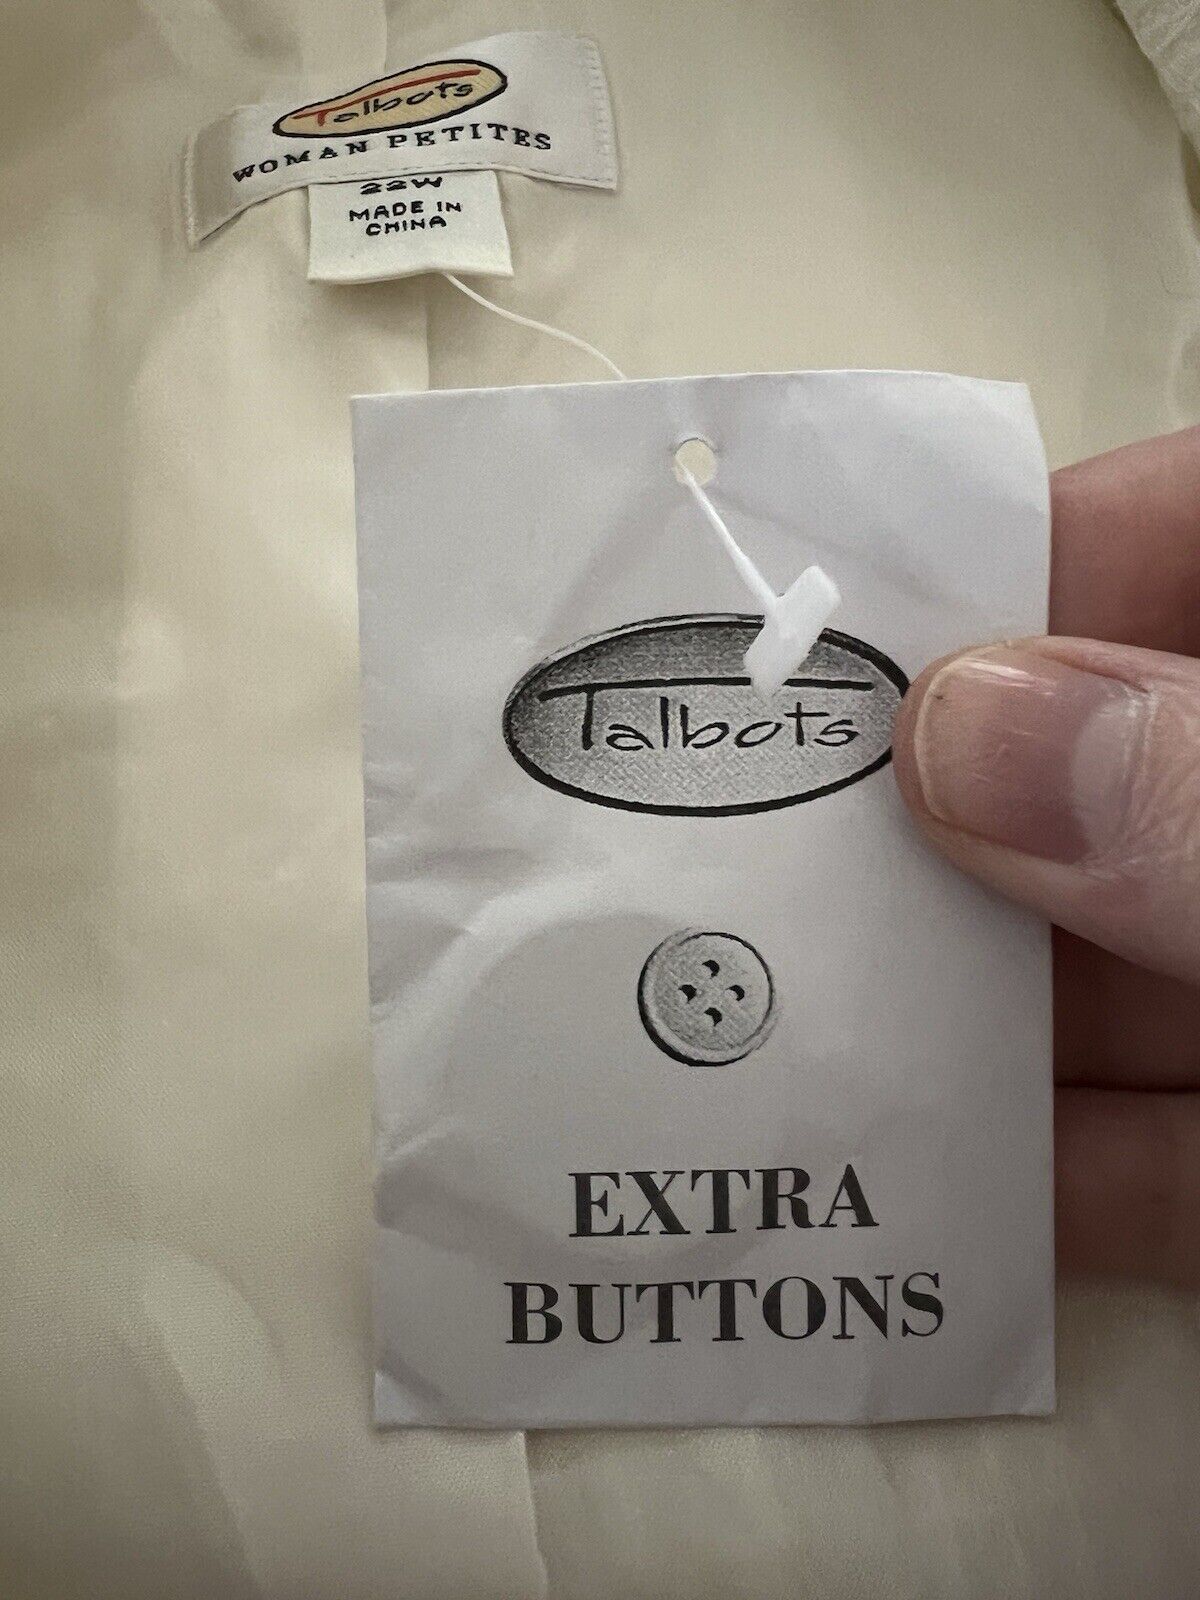 Talbots
WOMAN PETITES
22W
MADE IN
CHINA
Talbots
EXTRA
BUTTONS